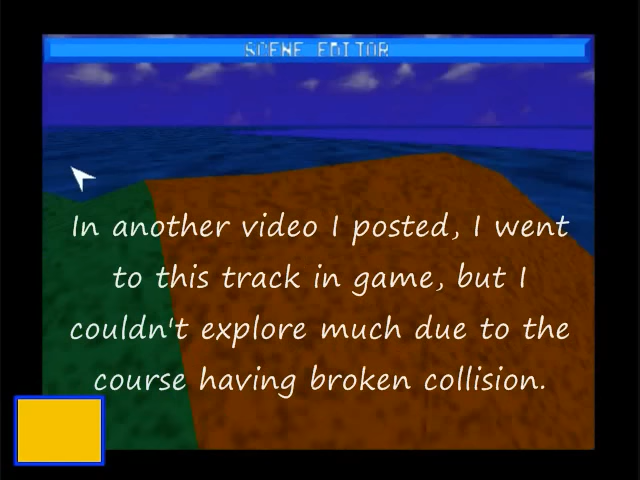 SCENE EDITOR
In another video I posted, I went
to this track in game, but I
couldn't explore much due to the
course having broken collision.